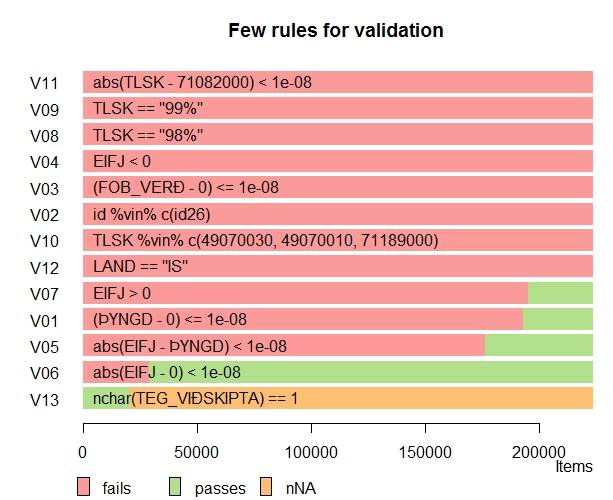 Few rules for validation
V11 abs(TLSK - 71082000) < 1e-08
V09 TLSK == "99%"
V08 TLSK == "98%"
V04 EIFJ < 0
V03 (FOB_VERÐ - 0) <= 1e-08
V02 id %vin% c(id26)
V10 TLSK %vin% c(49070030, 49070010, 71189000)
V12 LAND == "IS"
V07 EIFJ > 0
V01 (ÞYNGD - 0) <= 1e-08
V05 abs(EIFJ - ÞYNGD) < 1e-08
V06 abs(EIFJ - 0) < 1e-08
V13 nchar(TEG_VIÐSKIPTA) == 1
0 50000 100000 150000 200000
Items
fails passes nNA